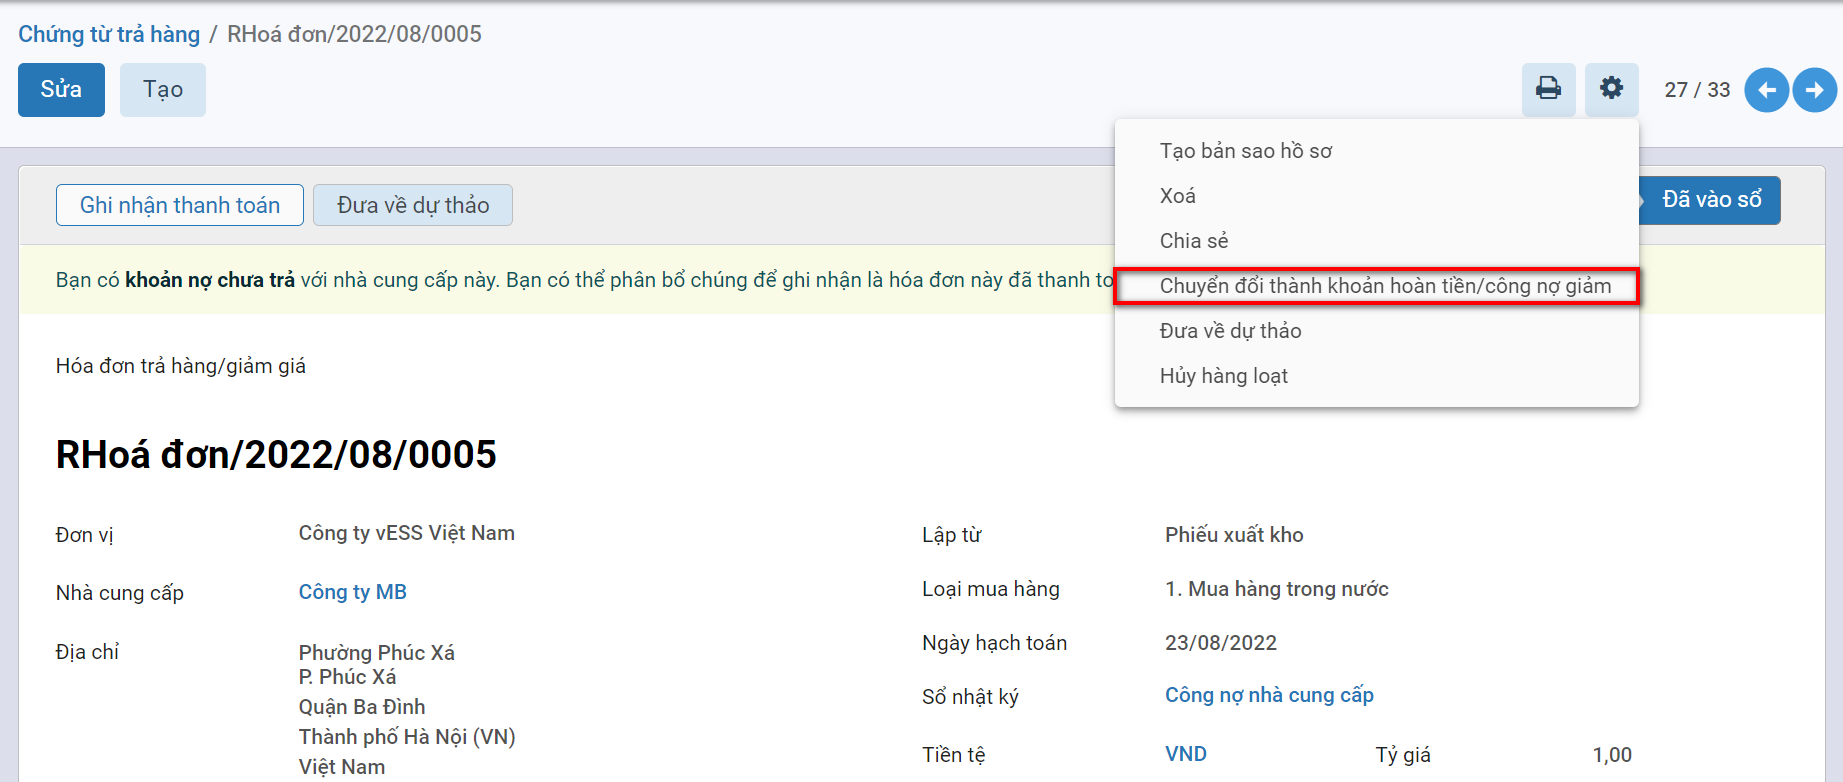 Chứng từ trả hàng / RHoá đơn/2022/08/0005
Sửa Tạo 27 / 33
Tạo bản sao hồ sơ
Xoá
Chia sẻ
Chuyển đổi thành khoản hoàn tiền/công nợ giảm
Đưa về dự thảo
Hủy hàng loạt
Ghi nhận thanh toán Đưa về dự thảo Đã vào sổ
Bạn có khoản nợ chưa trả với nhà cung cấp này. Bạn có thể phân bổ chúng để ghi nhận là hóa đơn này đã thanh to
Hóa đơn trả hàng/giảm giá
RHoá đơn/2022/08/0005
Đơn vị Công ty vESS Việt Nam
Nhà cung cấp Công ty MB
Địa chỉ Phường Phúc Xá
P. Phúc Xá
Quận Ba Đình
Thành phố Hà Nội (VN)
Việt Nam
Lập từ Phiếu xuất kho
Loại mua hàng 1. Mua hàng trong nước
Ngày hạch toán 23/08/2022
Sổ nhật ký Công nợ nhà cung cấp
Tiền tệ VND Tỷ giá 1,00